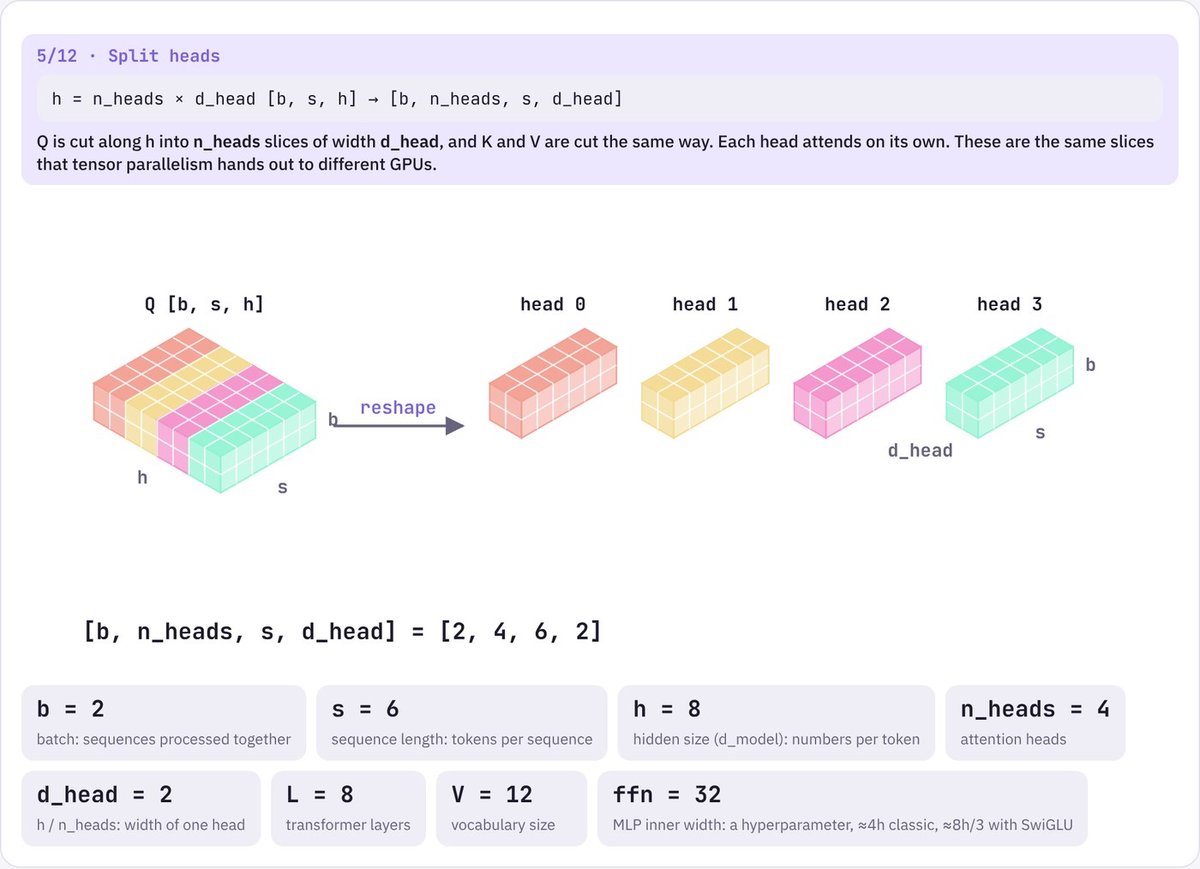 5/12 · Split heads
h = n_heads × d_head [b, s, h] → [b, n_heads, s, d_head]
Q is cut along h into n_heads slices of width d_head, and K and V are cut the same way. Each head attends on its own. These are the same slices
that tensor parallelism hands out to different GPUs.
Q [b, s, h]
head 0
head 1
head 2
head 3
b
reshape
b
h
s
d_head
s
[b, n_heads, s, d_head] = [2, 4, 6, 2]
b = 2
batch: sequences processed together
s = 6
sequence length: tokens per sequence
h = 8
hidden size (d_model): numbers per token
n_heads = 4
attention heads
d_head = 2
h / n_heads: width of one head
L = 8
transformer layers
V = 12
vocabulary size
ffn = 32
MLP inner width: a hyperparameter, ≈4h classic, ≈8h/3 with SwiGLU